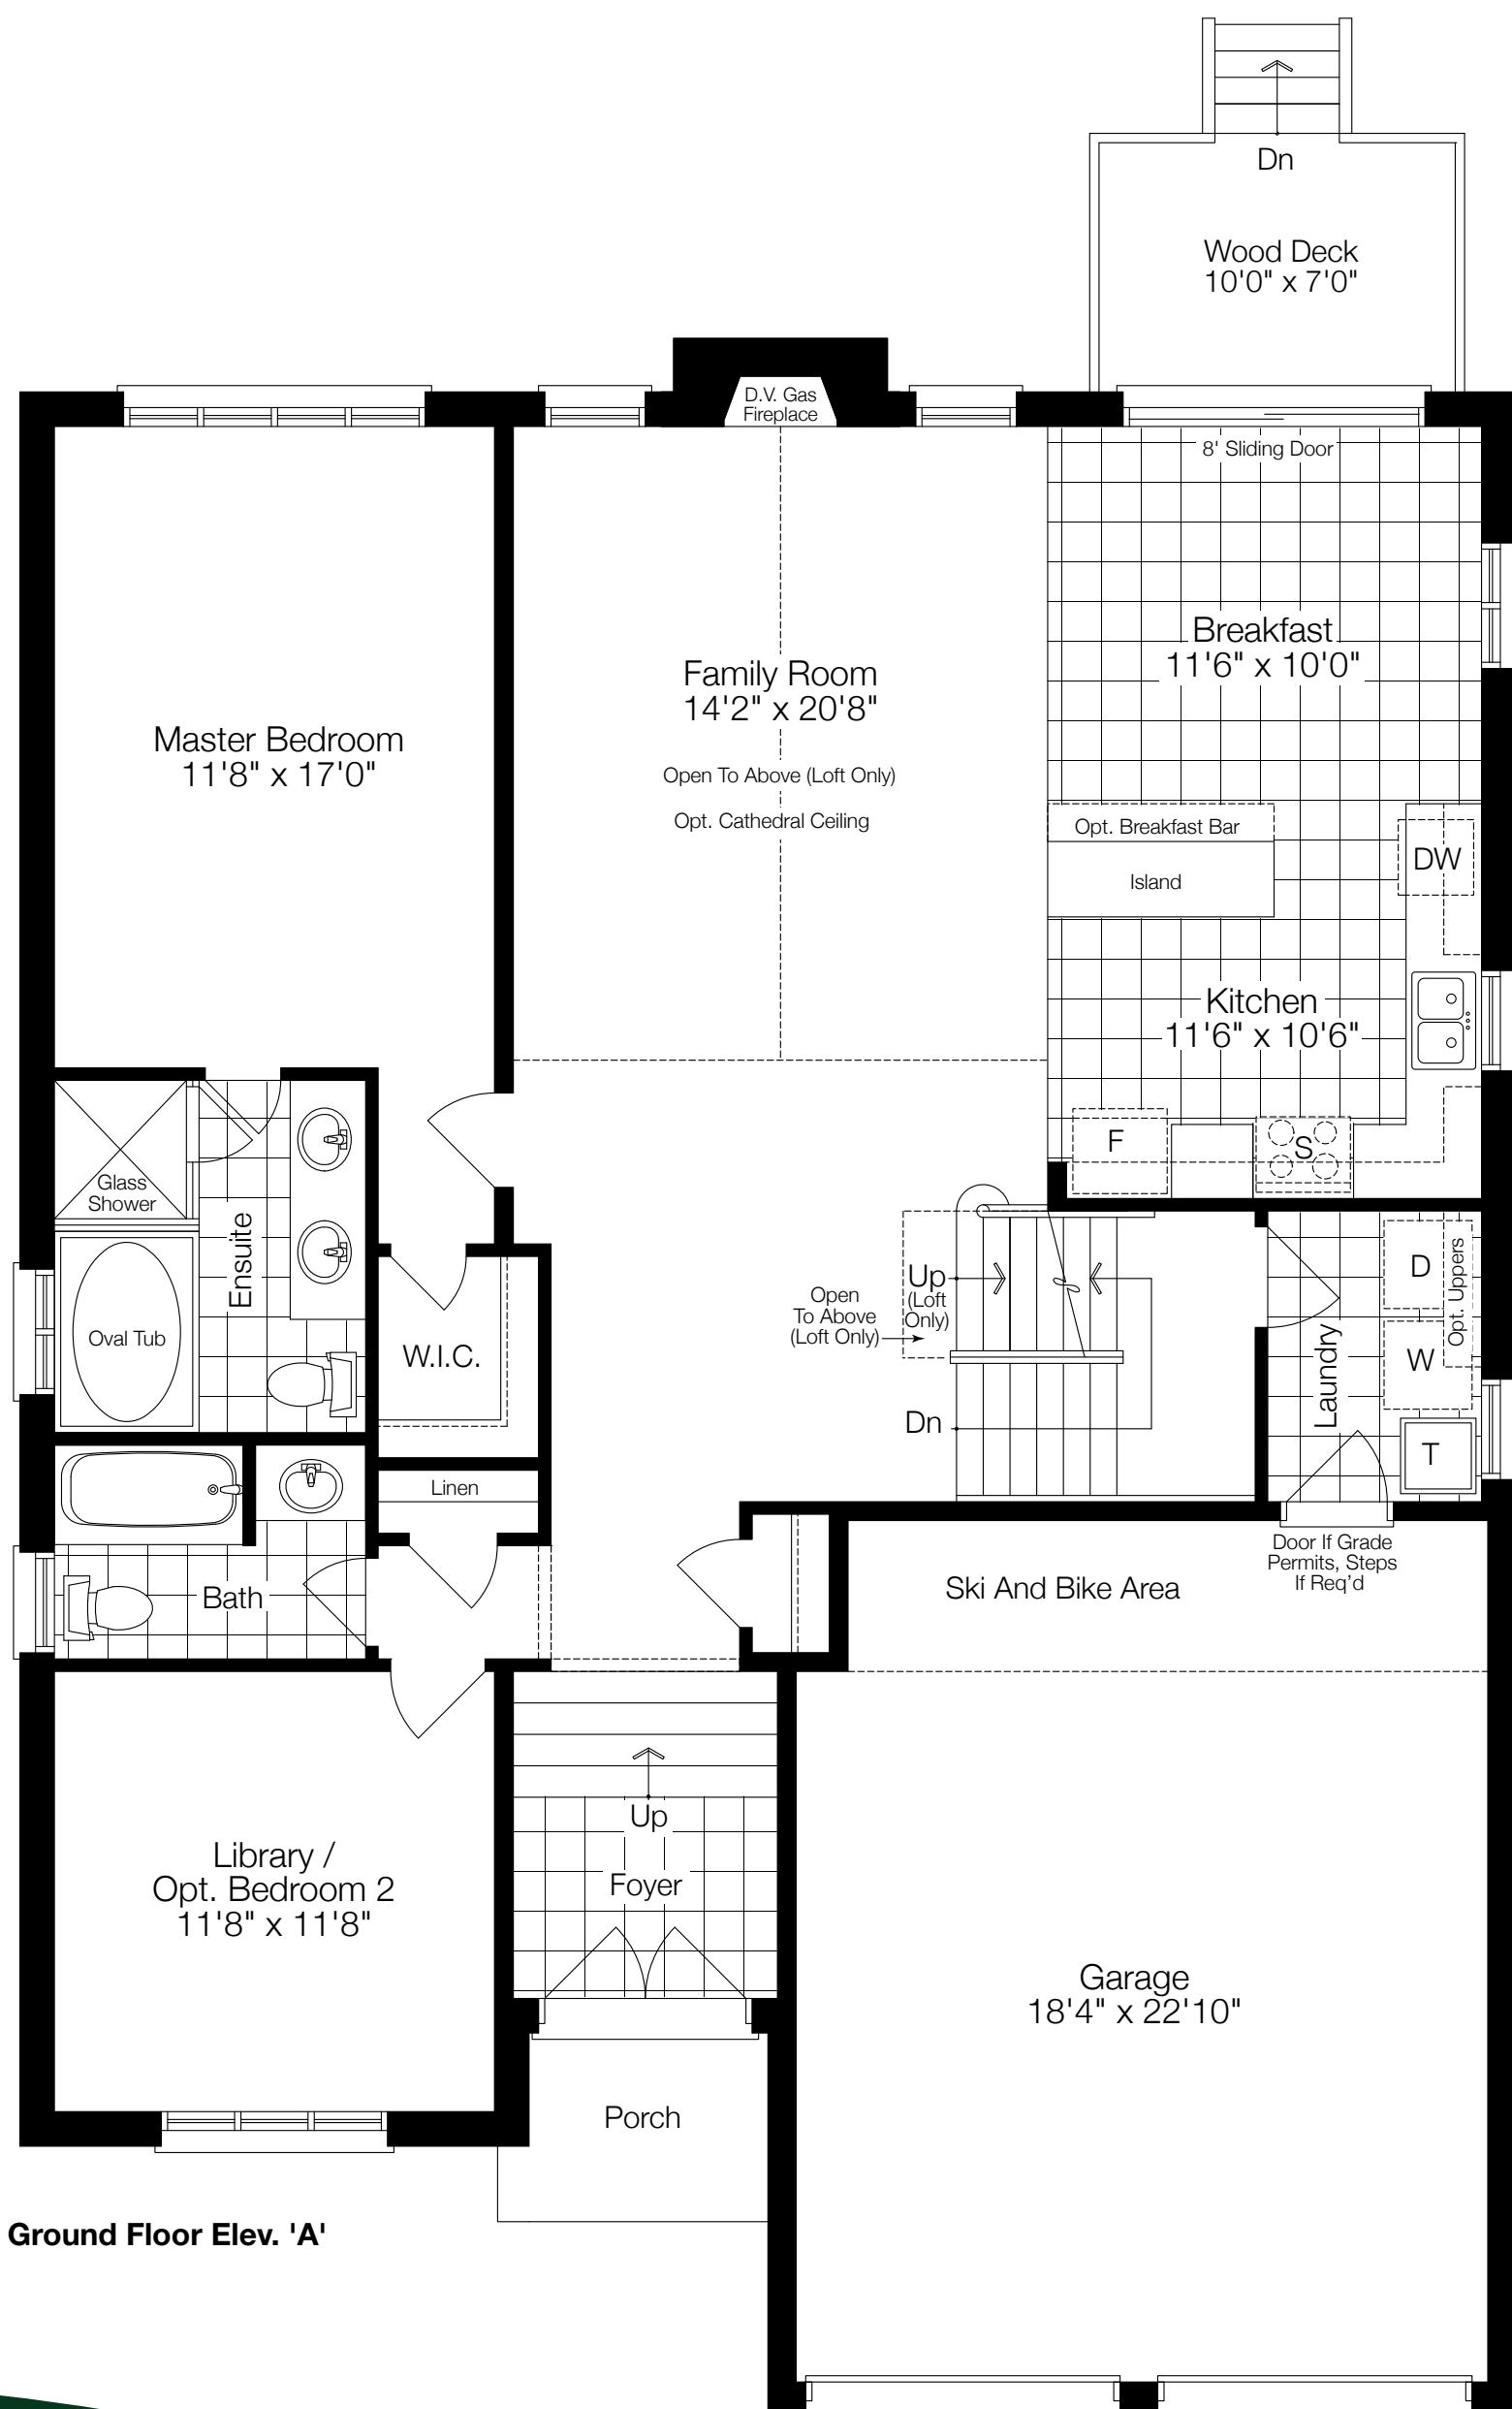 Dn
Wood Deck
10'0" x 7'0"
D.V. Gas
Fireplace
8' Sliding Door
Breakfast
11'6" x 10'0"
Family Room
14'2" x 20'8"
Open To Above (Loft Only)
Opt. Cathedral Ceiling
Master Bedroom
11'8" x 17'0"
Opt. Breakfast Bar
Island
DW
Kitchen
11'6" x 10'6"
F
S
Glass
Shower
Ensuite
Oval Tub
W.I.C.
Up
(Loft
Only)
Open
To Above
(Loft Only)
Dn
D
Opt. Uppers
W
Laundry
T
Linen
Bath
Door If Grade
Permits, Steps
If Req'd
Ski And Bike Area
Up
Foyer
Library /
Opt. Bedroom 2
11'8" x 11'8"
Garage
18'4" x 22'10"
Porch
Ground Floor Elev. 'A'